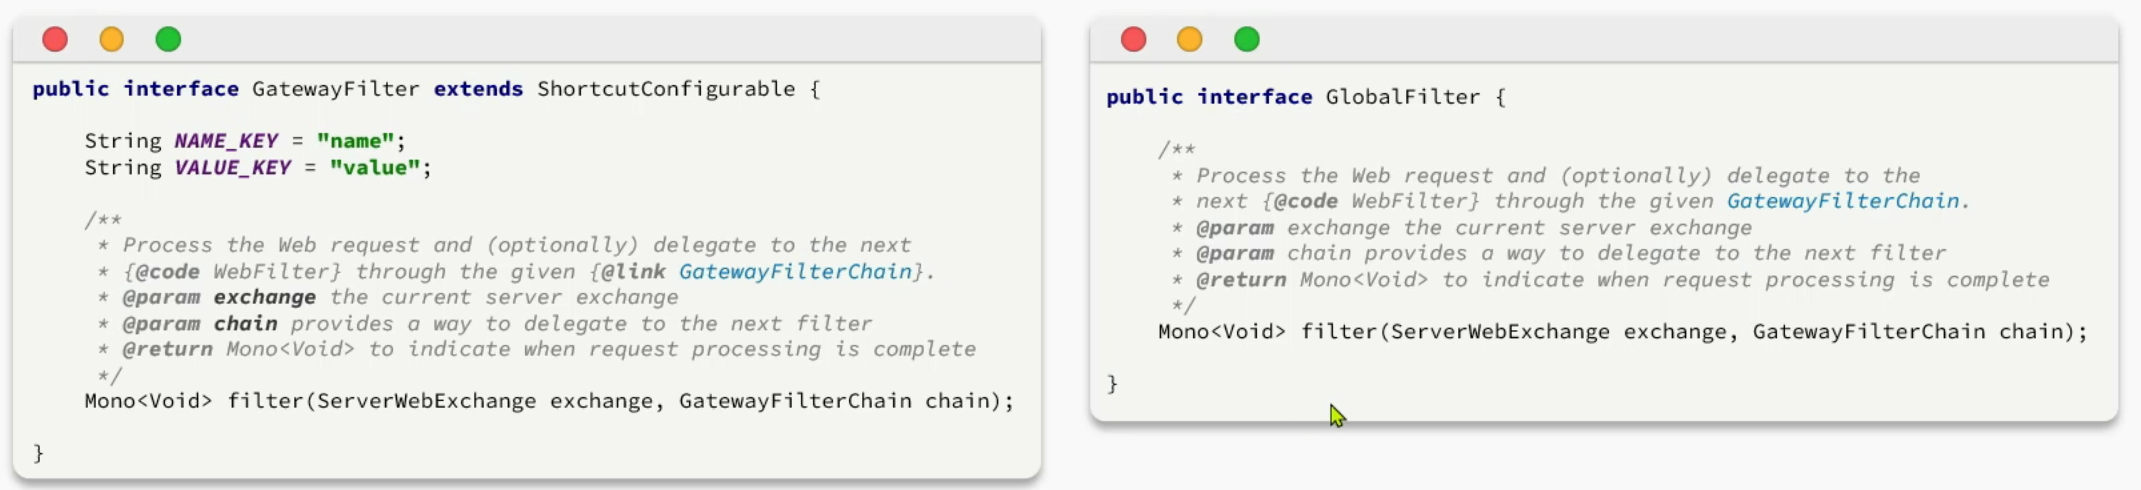 public interface GatewayFilter extends ShortcutConfigurable {
String NAME_KEY = "name";
String VALUE_KEY = "value";
/**
* Process the Web request and (optionally) delegate to the next
* {@code WebFilter} through the given {@link GatewayFilterChain}.
* @param exchange the current server exchange
* @param chain provides a way to delegate to the next filter
* @return Mono<Void> to indicate when request processing is complete
*/
Mono<Void> filter(ServerWebExchange exchange, GatewayFilterChain chain);
}
public interface GlobalFilter {
/**
* Process the Web request and (optionally) delegate to the
* next {@code WebFilter} through the given GatewayFilterChain.
* @param exchange the current server exchange
* @param chain provides a way to delegate to the next filter
* @return Mono<Void> to indicate when request processing is complete
*/
Mono<Void> filter(ServerWebExchange exchange, GatewayFilterChain chain);
}